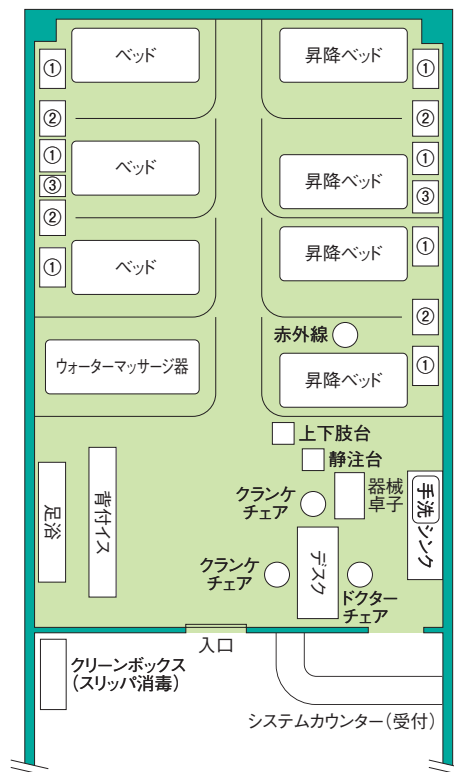 ①
ベッド
昇降ベッド
①
②
②
①
ベッド
昇降ベッド
①
③
③
②
①
ベッド
昇降ベッド
①
②
赤外線
ウォーターマッサージ器
昇降ベッド
①
上下肢台
静注台
足浴
背付イス
クランケ
チェア
器械
卓子
手洗シンク
クランケ
チェア
デスク
ドクター
チェア
入口
クリーンボックス
(スリッパ消毒)
システムカウンター(受付)